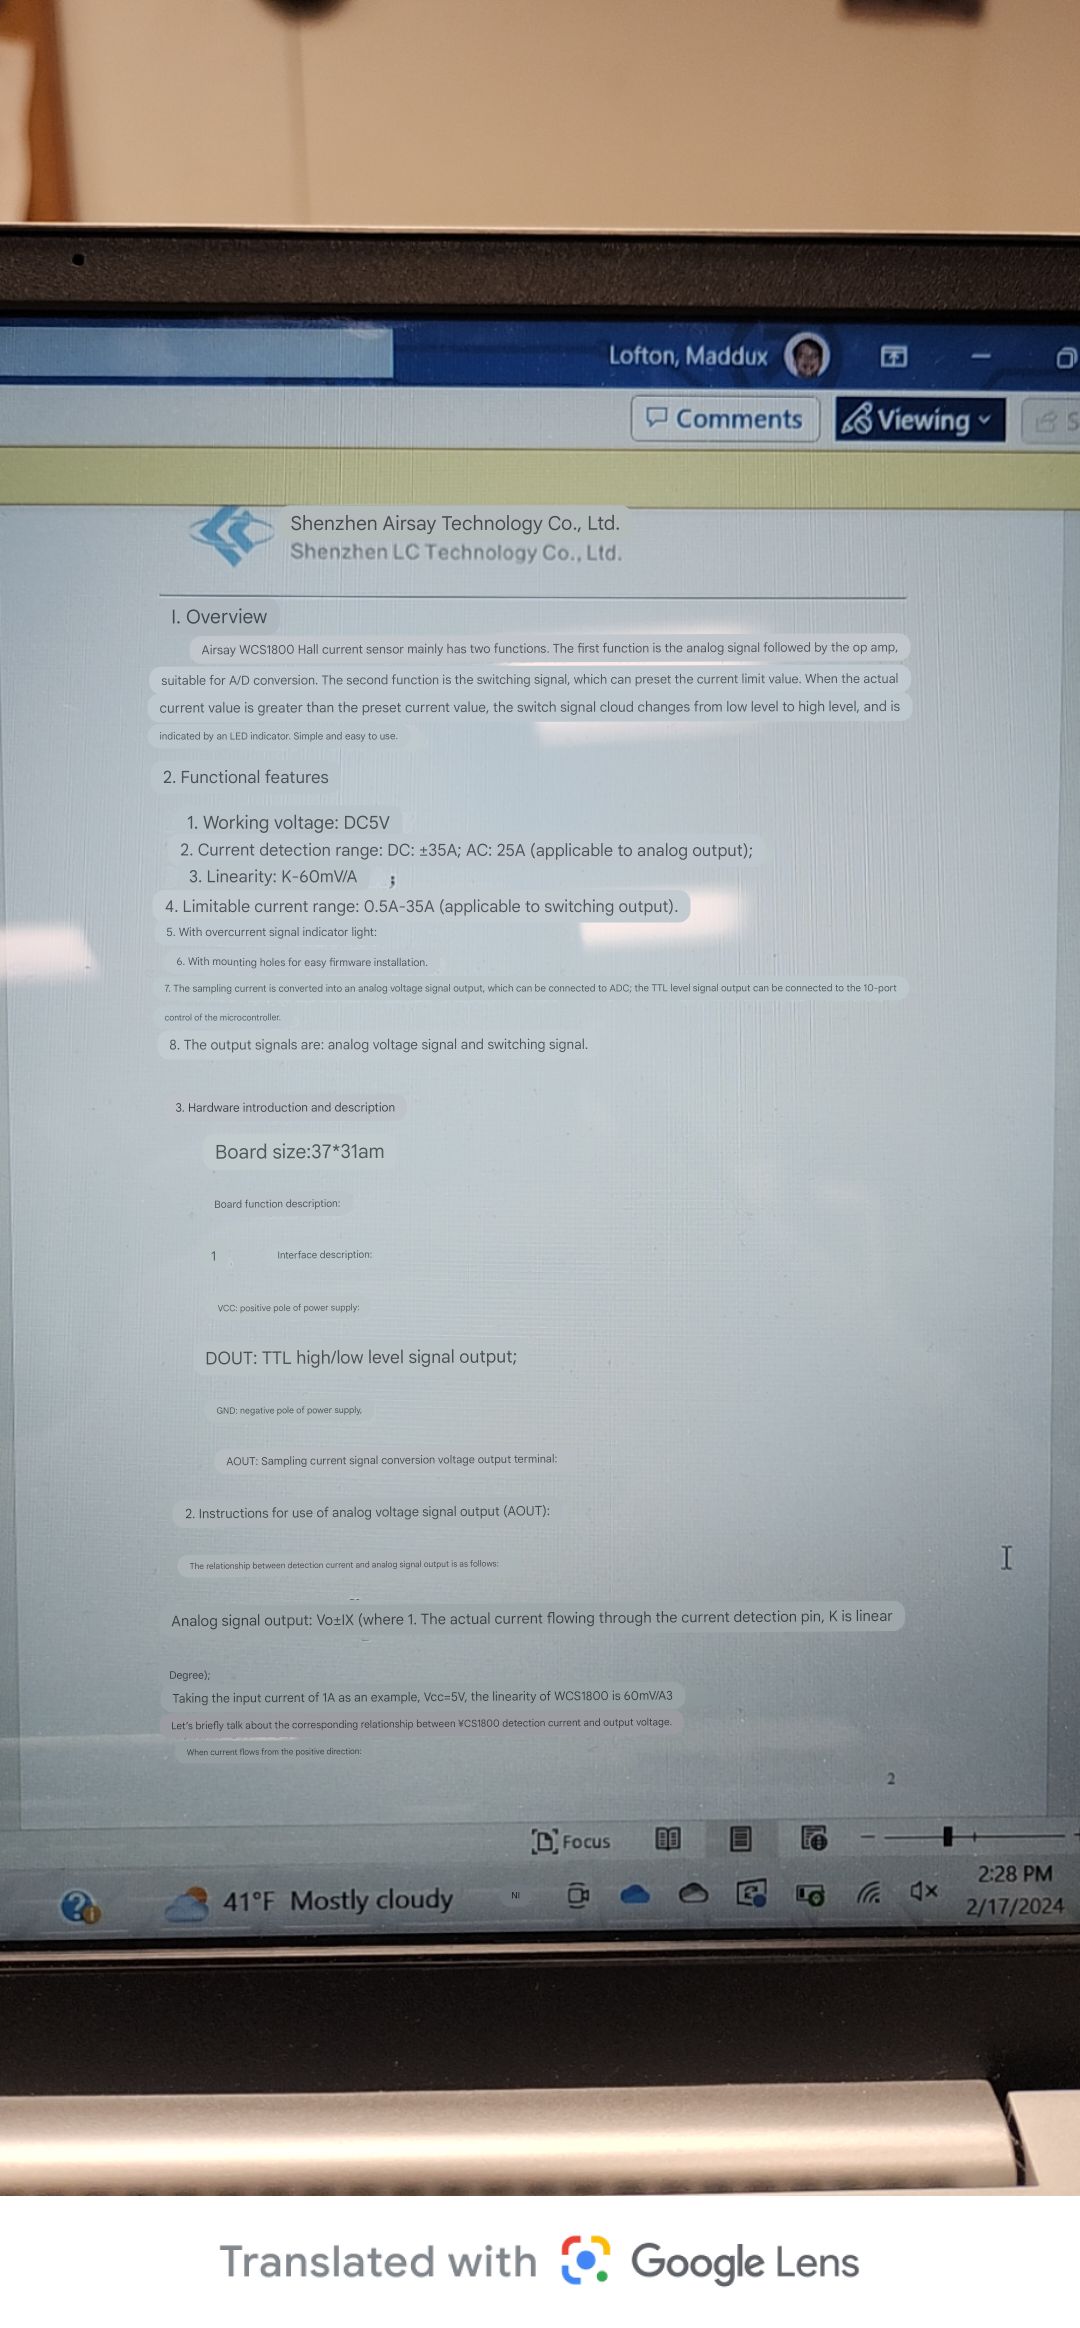 Lofton, Maddux
Comments
Viewing
S
Shenzhen Airsay Technology Co., Ltd.
Shenzhen LC Technology Co., Ltd.
I. Overview
Airsay WCS1800 Hall current sensor mainly has two functions. The first function is the analog signal followed by the op amp,
suitable for A/D conversion. The second function is the switching signal, which can preset the current limit value. When the actual
current value is greater than the preset current value, the switch signal cloud changes from low level to high level, and is
indicated by an LED indicator. Simple and easy to use.
2. Functional features
1. Working voltage: DC5V
2. Current detection range: DC: ±35A; AC: 25A (applicable to analog output);
3. Linearity: K-60mV/A ;
4. Limitable current range: 0.5A-35A (applicable to switching output).
5. With overcurrent signal indicator light:
6. With mounting holes for easy firmware installation.
7. The sampling current is converted into an analog voltage signal output, which can be connected to ADC; the TTL level signal output can be connected to the 10-port
control of the microcontroller.
8. The output signals are: analog voltage signal and switching signal.
3. Hardware introduction and description
Board size:37*31am
Board function description:
1 Interface description:
VCC: positive pole of power supply:
DOUT: TTL high/low level signal output;
GND: negative pole of power supply,
AOUT: Sampling current signal conversion voltage output terminal:
2. Instructions for use of analog voltage signal output (AOUT):
The relationship between detection current and analog signal output is as follows:
Analog signal output: Vo±IX (where 1. The actual current flowing through the current detection pin, K is linear
Degree);
Taking the input current of 1A as an example, Vcc=5V, the linearity of WCS1800 is 60mV/A3
Let's briefly talk about the corresponding relationship between ¥CS1800 detection current and output voltage.
When current flows from the positive direction:
2
Focus
41°F Mostly cloudy
NI
2:28 PM
2/17/2024
Translated with Google Lens